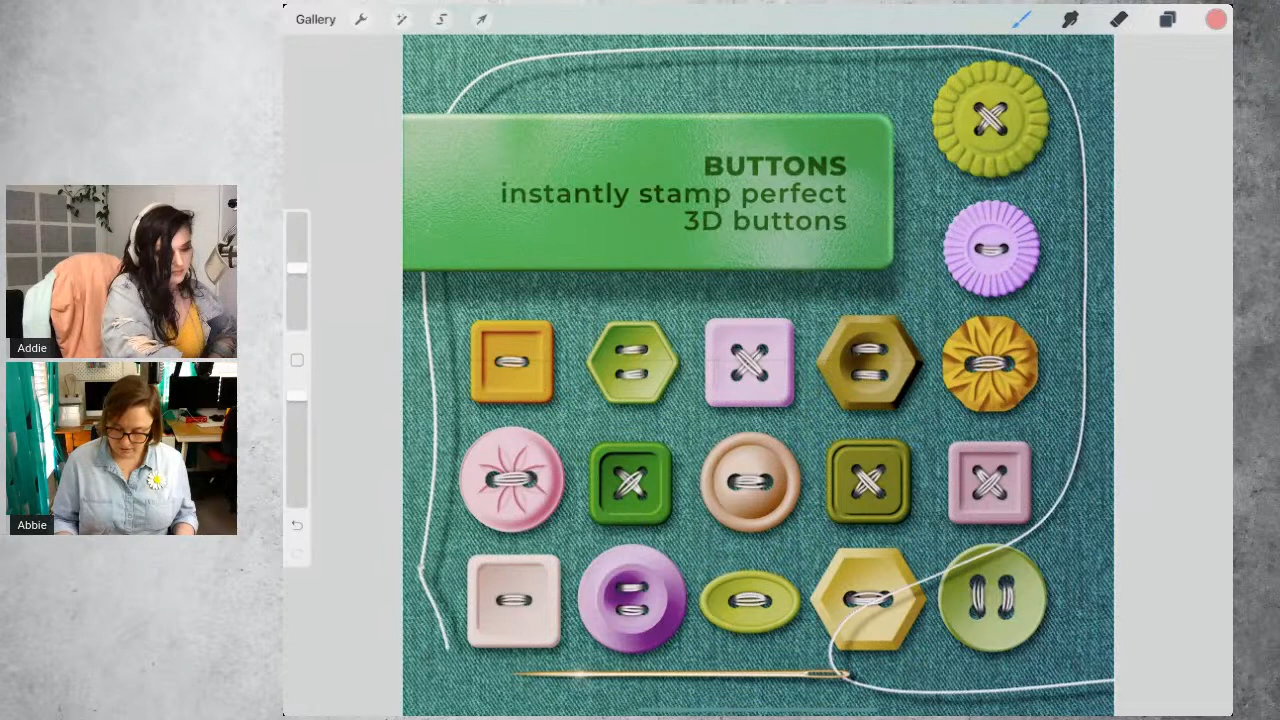 Gallery
BUTTONS
instantly stamp perfect
3D buttons
Addie
Abbie